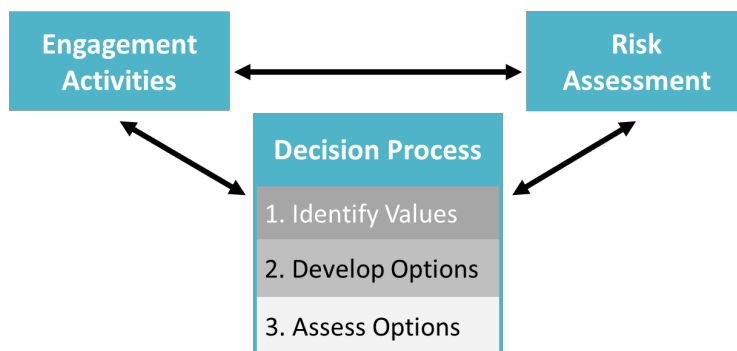 Engagement
Activities
Risk
Assessment
Decision Process
1. Identify Values
2. Develop Options
3. Assess Options